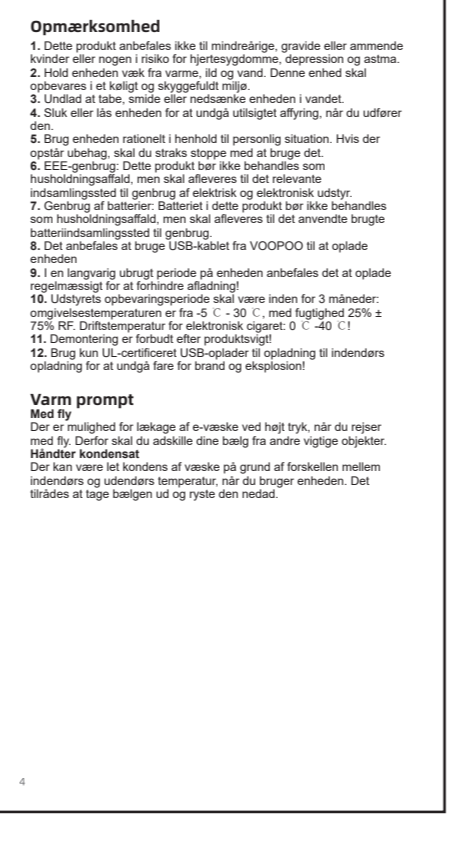 Opmærksomhed
1. Dette produkt anbefales ikke til mindreårige, gravide eller ammende
kvinder eller nogen i risiko for hjertesygdomme, depression og astma.
2. Hold enheden væk fra varme, ild og vand. Denne enhed skal
opbevares i et køligt og skyggefuldt miljø.
3. Undlad at tabe, smide eller nedsænke enheden i vandet.
4. Sluk eller lås enheden for at undgå utilsigtet affyring, når du udfører
den.
5. Brug enheden rationelt i henhold til personlig situation. Hvis der
opstår ubehag, skal du straks stoppe med at bruge det.
6. EEE-genbrug: Dette produkt bør ikke behandles som
husholdningsaffald, men skal afleveres til det relevante
indsamlingssted til genbrug af elektrisk og elektronisk udstyr.
7. Genbrug af batterier: Batteriet i dette produkt bør ikke behandles
som husholdningsaffald, men skal afleveres til det anvendte brugte
batteriindsamlingssted til genbrug.
8. Det anbefales at bruge USB-kablet fra VOOPOO til at oplade
enheden
9. I en langvarig ubrugt periode på enheden anbefales det at oplade
regelmæssigt for at forhindre afladning!
10. Udstyrets opbevaringsperiode skal være inden for 3 måneder:
omgivelsestemperaturen er fra -5 ℃ - 30 ℃, med fugtighed 25% ±
75% RF. Driftstemperatur for elektronisk cigaret: 0 ℃ -40 ℃!
11. Demontering er forbudt efter produktsvigt!
12. Brug kun UL-certificeret USB-oplader til opladning til indendørs
opladning for at undgå fare for brand og eksplosion!
Varm prompt
Med fly
Der er mulighed for lækage af e-væske ved højt tryk, når du rejser
med fly. Derfor skal du adskille dine bælg fra andre vigtige objekter.
Håndter kondensat
Der kan være let kondens af væske på grund af forskellen mellem
indendørs og udendørs temperatur, når du bruger enheden. Det
tilrådes at tage bælgen ud og ryste den nedad.
4